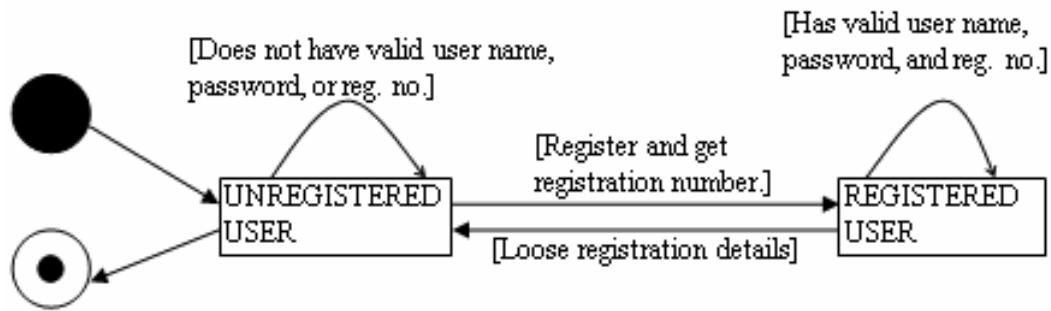 [Does not have valid user name,
password, or reg. no.]
[Has valid user name,
password, and reg. no.]
[Register and get
registration number.]
UNREGISTERED
USER
REGISTERED
USER
[Loose registration details]